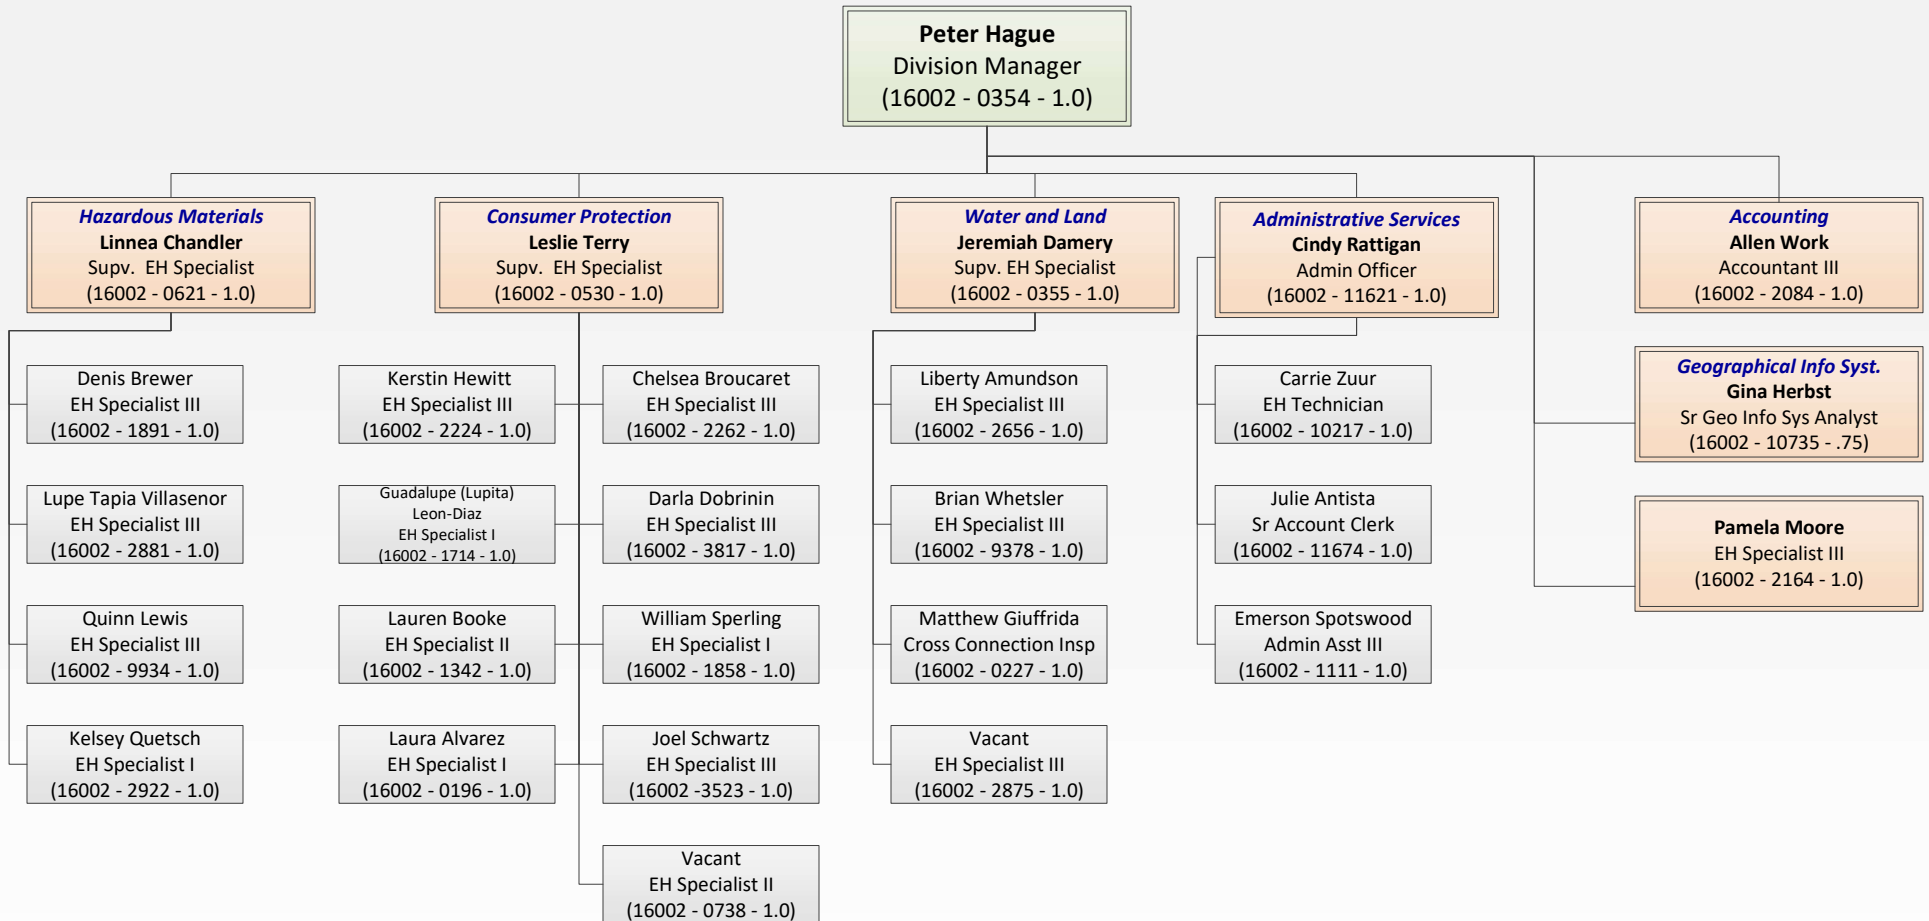 Peter Hague
Division Manager
(16002 - 0354 - 1.0)
Hazardous Materials
Linnea Chandler
Supv.  EH Specialist
(16002 - 0621 - 1.0)
Consumer Protection
Leslie Terry
Supv.  EH Specialist
(16002 - 0530 - 1.0)
Water and Land
Jeremiah Damery
Supv. EH Specialist
(16002 - 0355 - 1.0)
Administrative Services
Cindy Rattigan
Admin Officer
(16002 - 11621 - 1.0)
Accounting
Allen Work
Accountant III
(16002 - 2084 - 1.0)
Geographical Info Syst.
Gina Herbst
Sr Geo Info Sys Analyst
(16002 - 10735 - .75)
Pamela Moore
EH Specialist III
(16002 - 2164 - 1.0)
Denis Brewer
EH Specialist III
(16002 - 1891 - 1.0)
Lupe Tapia Villasenor
EH Specialist III
(16002 - 2881 - 1.0)
Quinn Lewis
EH Specialist III
(16002 - 9934 - 1.0)
Kelsey Quetsch
EH Specialist I
(16002 - 2922 - 1.0)
Kerstin Hewitt
EH Specialist III
(16002 - 2224 - 1.0)
Guadalupe (Lupita)
Leon-Diaz
EH Specialist I
(16002 - 1714 - 1.0)
Lauren Booke
EH Specialist II
(16002 - 1342 - 1.0)
Laura Alvarez
EH Specialist I
(16002 - 0196 - 1.0)
Chelsea Broucaret
EH Specialist III
(16002 - 2262 - 1.0)
Darla Dobrinin
EH Specialist III
(16002 - 3817 - 1.0)
William Sperling
EH Specialist I
(16002 - 1858 - 1.0)
Joel Schwartz
EH Specialist III
(16002 -3523 - 1.0)
Vacant
EH Specialist II
(16002 - 0738 - 1.0)
Liberty Amundson
EH Specialist III
(16002 - 2656 - 1.0)
Brian Whetsler
EH Specialist III
(16002 - 9378 - 1.0)
Matthew Giuffrida
Cross Connection Insp
(16002 - 0227 - 1.0)
Vacant
EH Specialist III
(16002 - 2875 - 1.0)
Carrie Zuur
EH Technician
(16002 - 10217 - 1.0)
Julie Antista
Sr Account Clerk
(16002 - 11674 - 1.0)
Emerson Spotswood
Admin Asst III
(16002 - 1111 - 1.0)